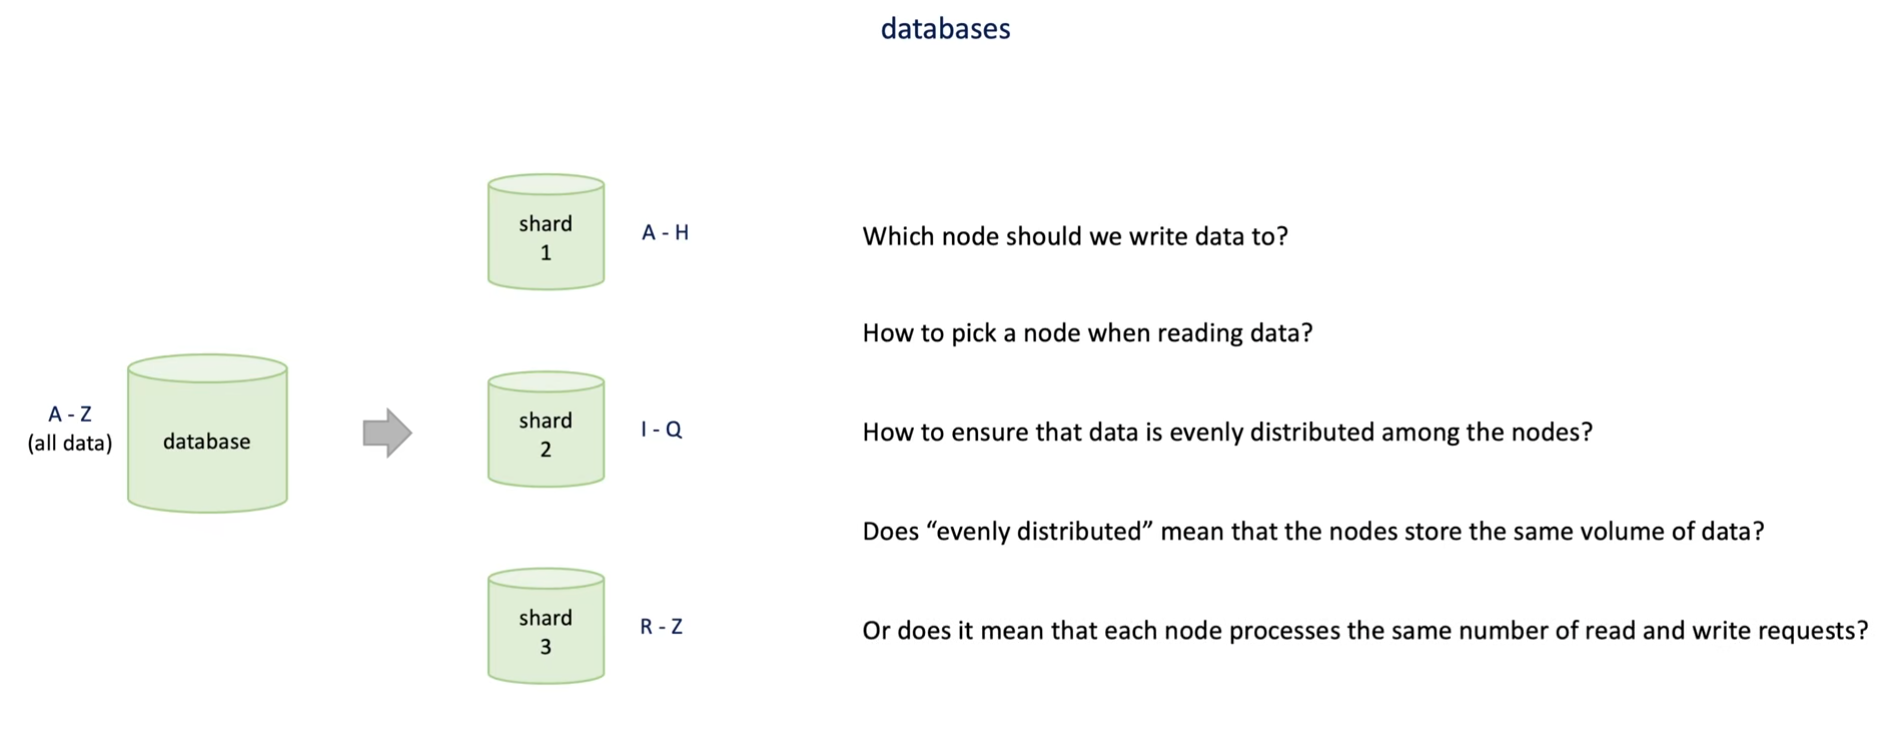 databases
A - Z
(all data)
database
shard
1
A - H
shard
2
I - Q
shard
3
R - Z
Which node should we write data to?
How to pick a node when reading data?
How to ensure that data is evenly distributed among the nodes?
Does “evenly distributed” mean that the nodes store the same volume of data?
Or does it mean that each node processes the same number of read and write requests?